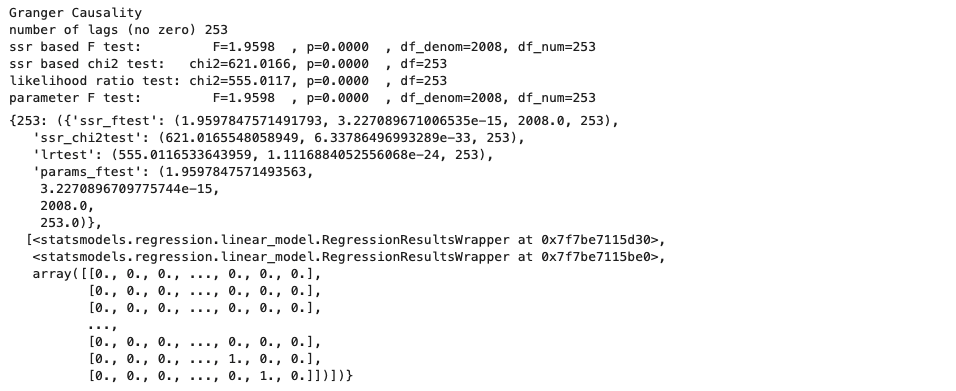 Granger Causality
number of lags (no zero) 253
ssr based F test:         F=1.9598  , p=0.0000  , df_denom=2008, df_num=253
ssr based chi2 test:   chi2=621.0166, p=0.0000  , df=253
likelihood ratio test: chi2=555.0117, p=0.0000  , df=253
parameter F test:         F=1.9598  , p=0.0000  , df_denom=2008, df_num=253
{253: ({'ssr_ftest': (1.9597847571491793, 3.227089671006535e-15, 2008.0, 253),
   'ssr_chi2test': (621.0165548058949, 6.33786496993289e-33, 253),
   'lrtest': (555.0116533643959, 1.1116884052556068e-24, 253),
   'params_ftest': (1.9597847571493563,
    3.2270896709775744e-15,
    2008.0,
    253.0)},
  [<statsmodels.regression.linear_model.RegressionResultsWrapper at 0x7f7be7115d30>,
   <statsmodels.regression.linear_model.RegressionResultsWrapper at 0x7f7be7115be0>,
   array([[0., 0., 0., ..., 0., 0., 0.],
          [0., 0., 0., ..., 0., 0., 0.],
          [0., 0., 0., ..., 0., 0., 0.],
          ...,
          [0., 0., 0., ..., 0., 0., 0.],
          [0., 0., 0., ..., 1., 0., 0.],
          [0., 0., 0., ..., 0., 1., 0.]])])}